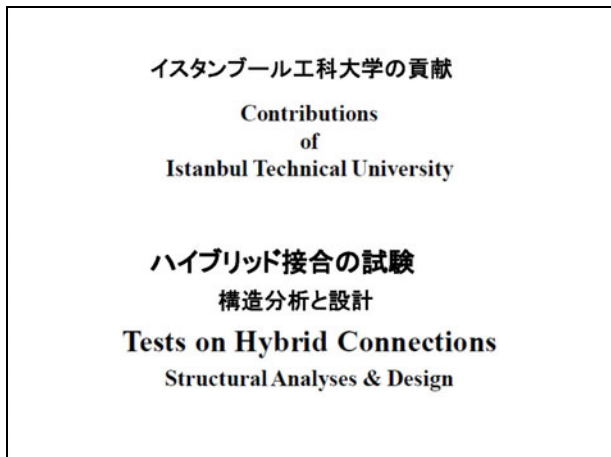 イスタンブール工科大学の貢献
Contributions
of
Istanbul Technical University
ハイブリッド接合の試験
構造分析と設計
Tests on Hybrid Connections
Structural Analyses & Design